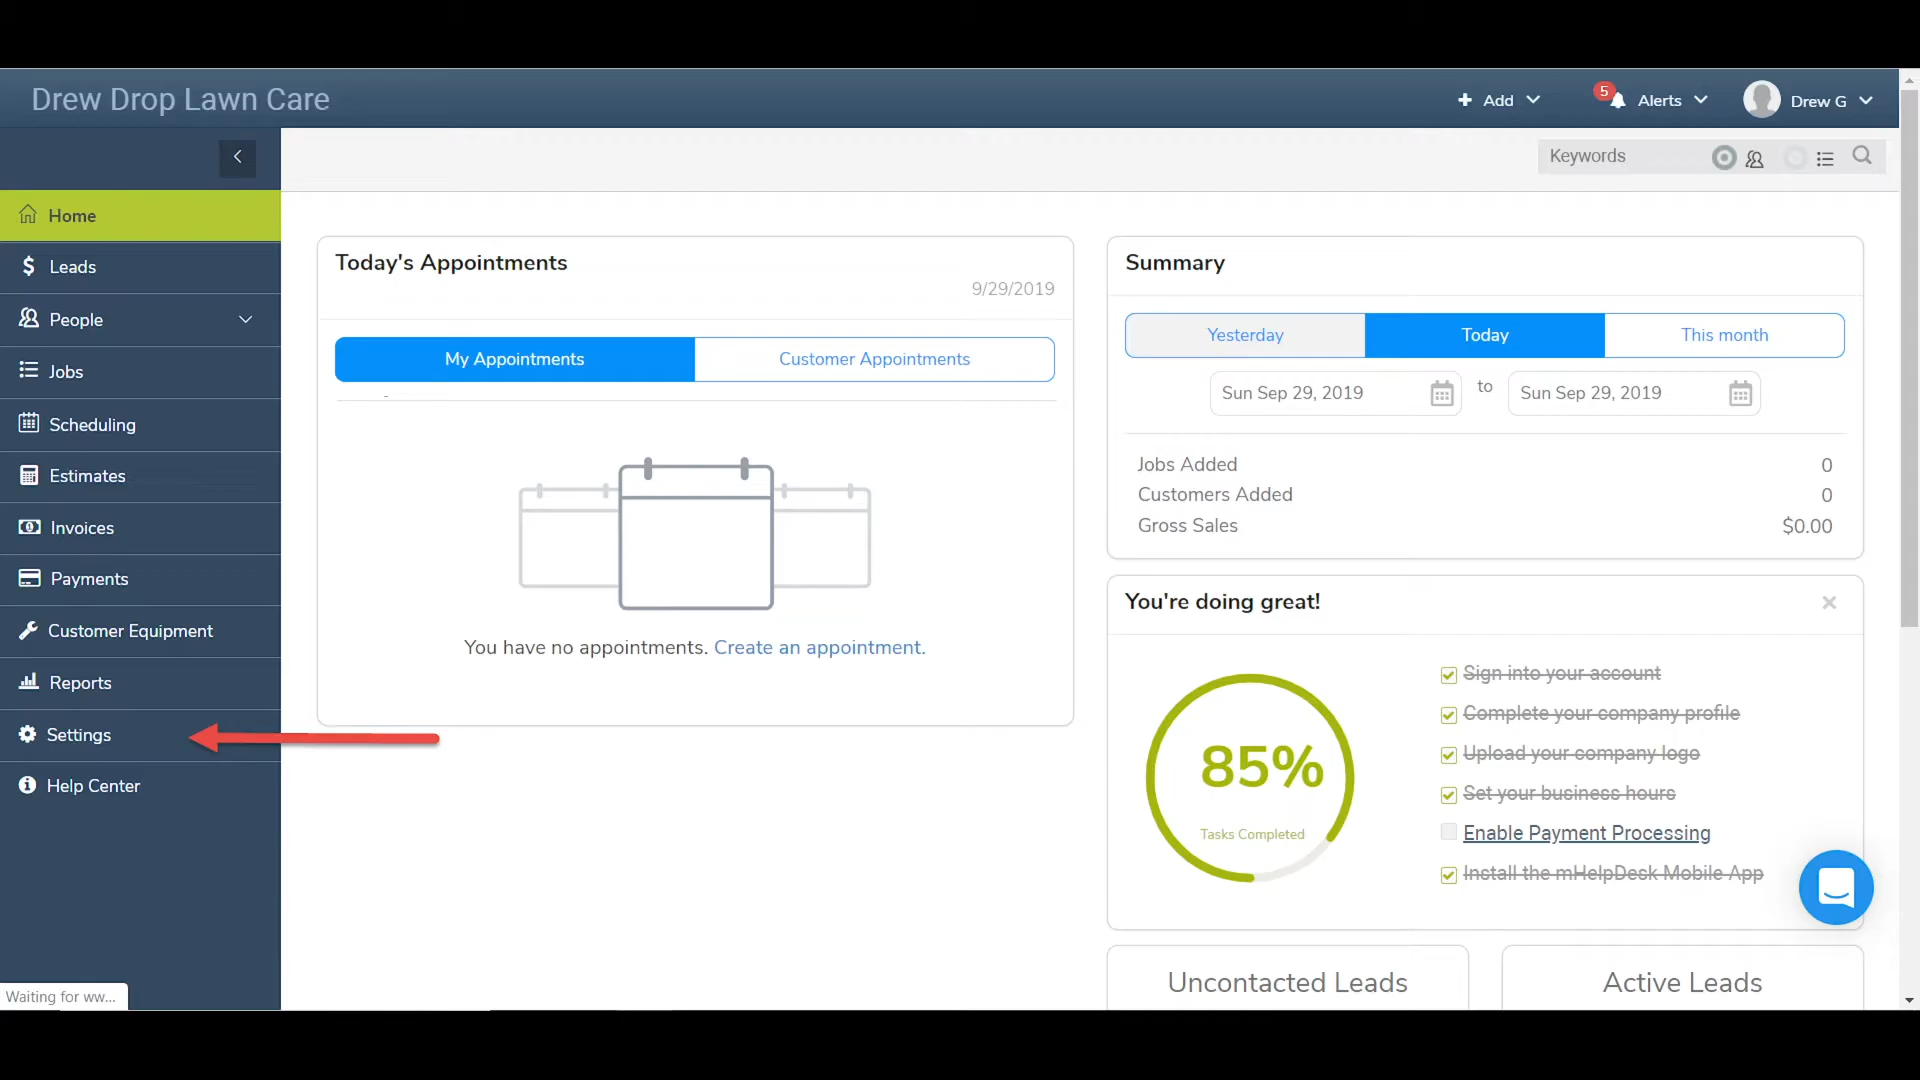 Drew Drop Lawn Care
Add
5
Alerts
Drew G
Keywords
Home
Leads
People
Jobs
Scheduling
Estimates
Invoices
Payments
Customer Equipment
Reports
Settings
Help Center
Waiting for ww...
Today's Appointments
9/29/2019
My Appointments
Customer Appointments
You have no appointments. Create an appointment.
Summary
Yesterday
Today
This month
Sun Sep 29, 2019
to
Sun Sep 29, 2019
Jobs Added 0
Customers Added 0
Gross Sales $0.00
You're doing great!
85%
Tasks Completed
Sign into your account
Complete your company profile
Upload your company logo
Set your business hours
Enable Payment Processing
Install the mHelpDesk Mobile App
Uncontacted Leads
Active Leads